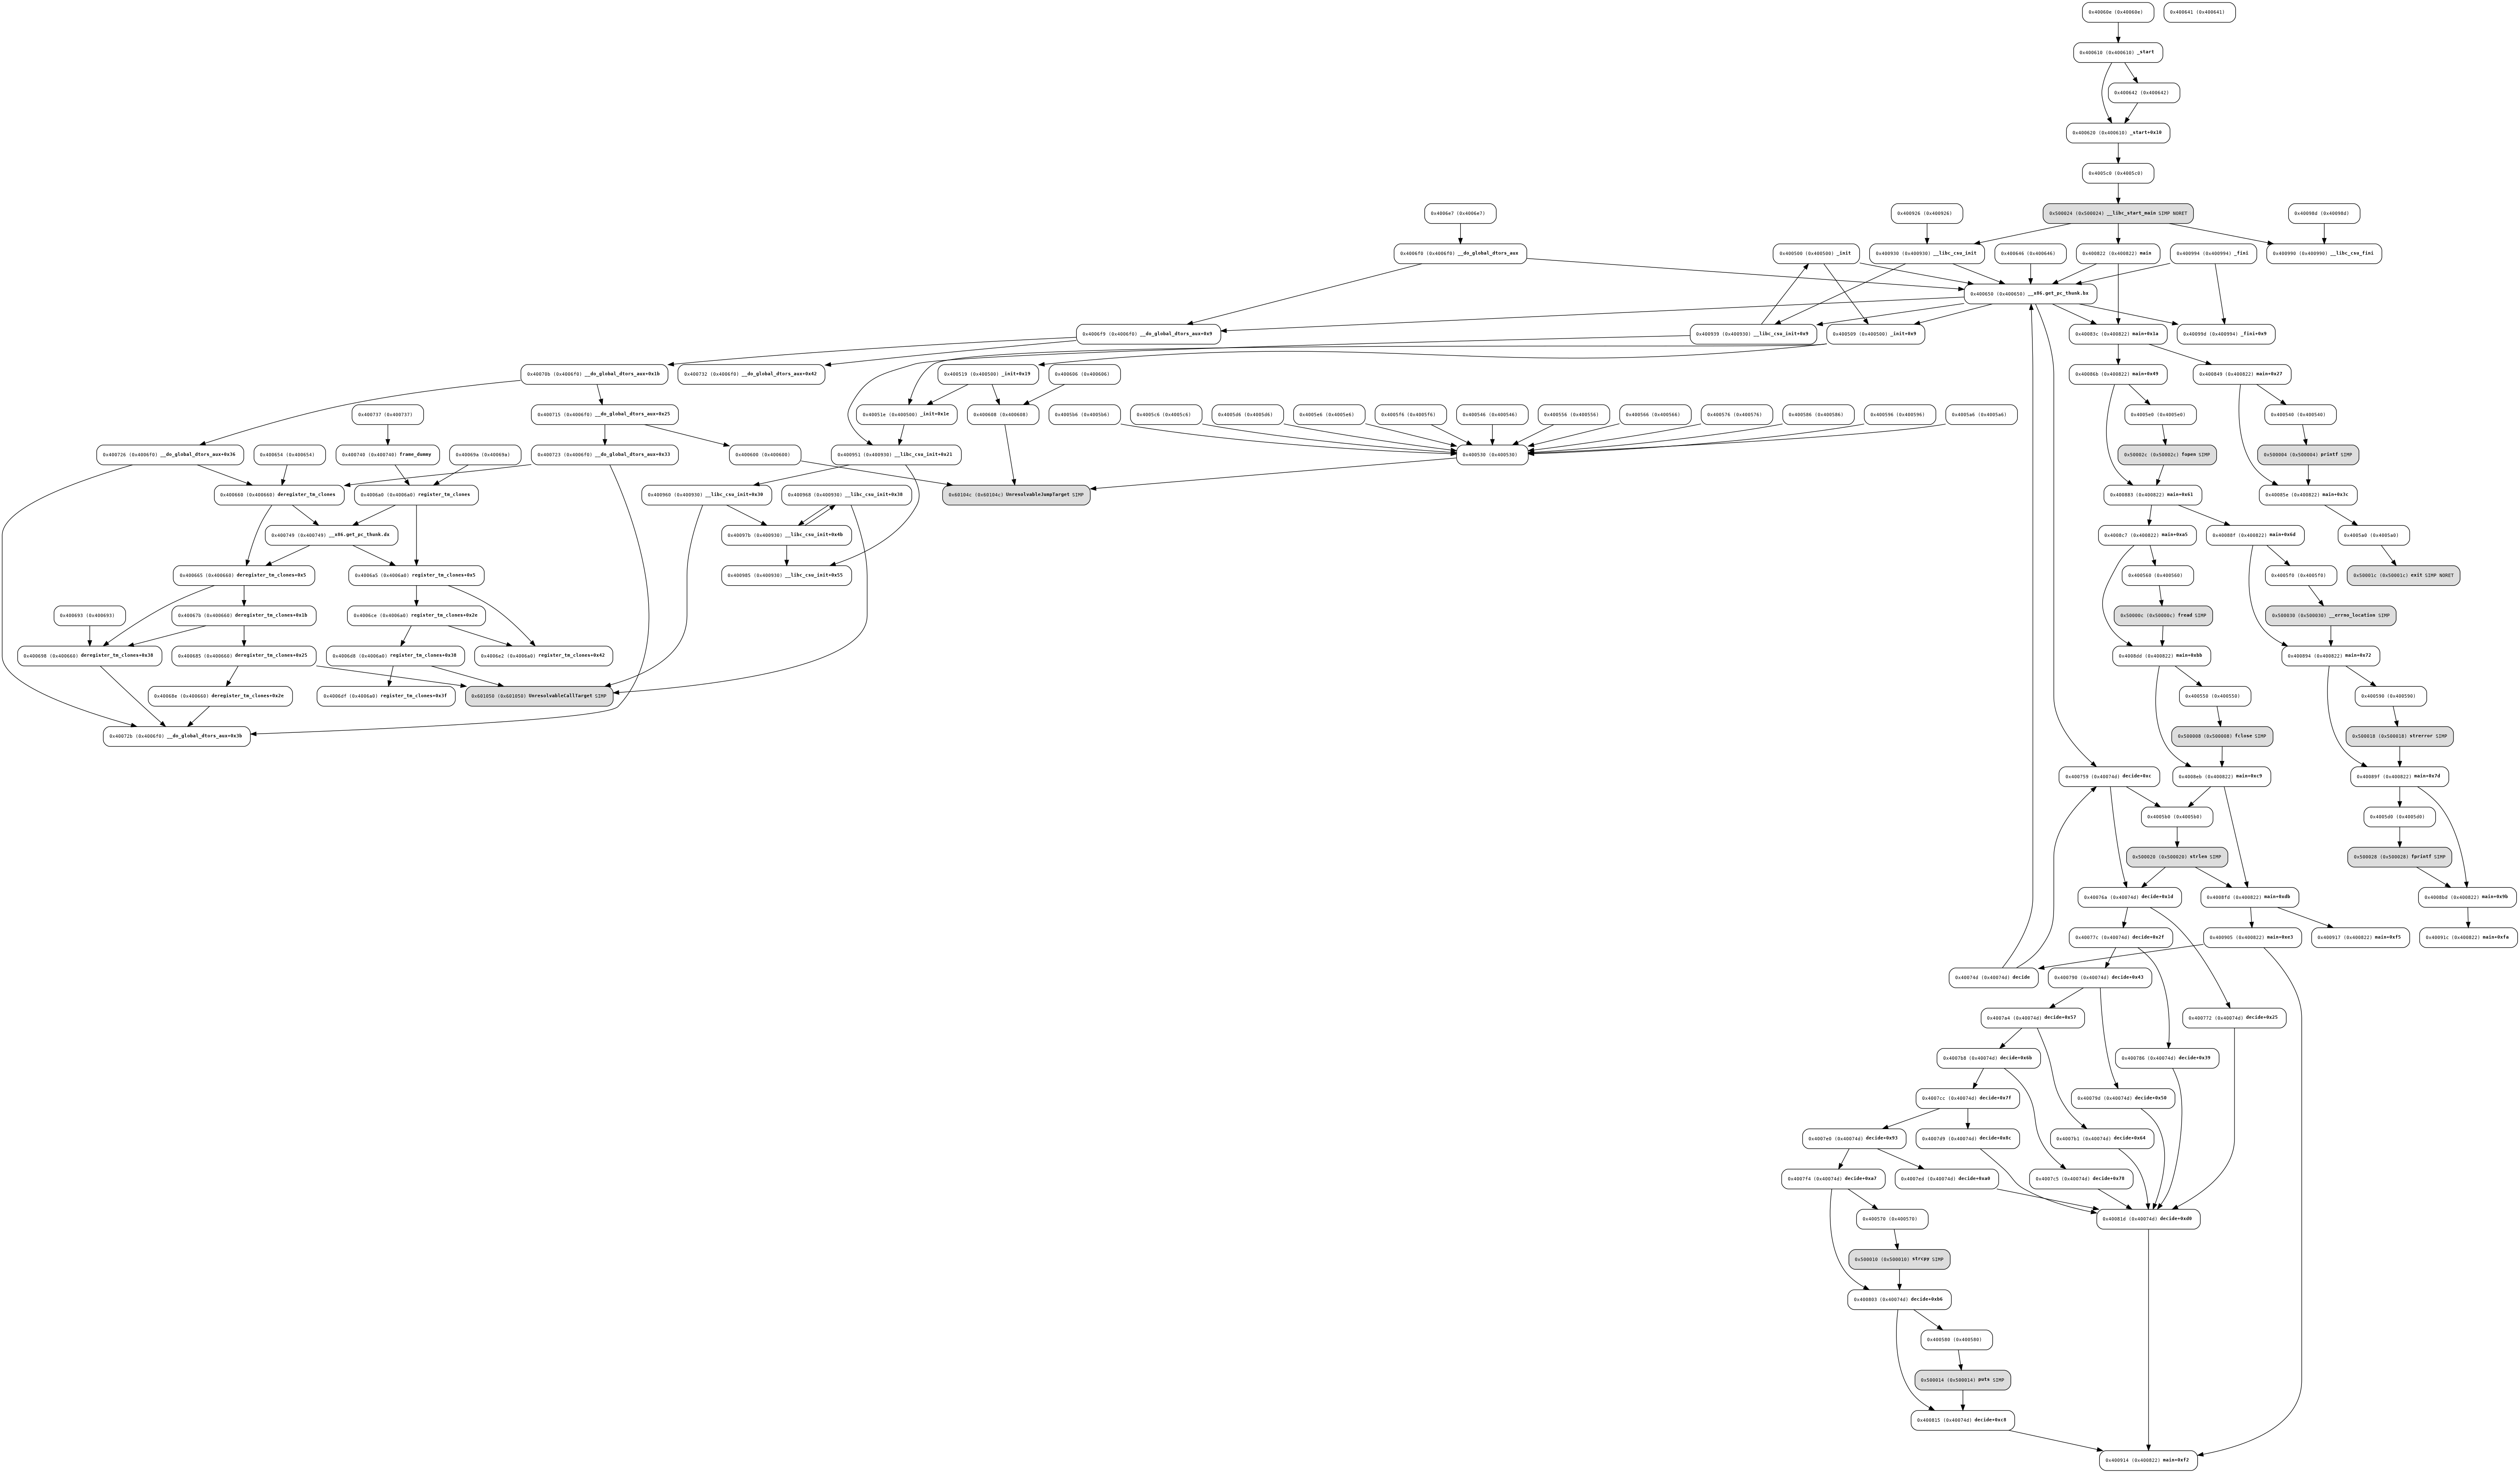 0x40060e (0x40060e)
0x400641 (0x400641)
0x400610 (0x400610) _start
0x400642 (0x400642)
0x400620 (0x400610) _start+0x10
0x4005c0 (0x4005c0)
0x4006e7 (0x4006e7)
0x400926 (0x400926)
0x500024 (0x500024) __libc_start_main SIMP NORET
0x40098d (0x40098d)
0x4006f0 (0x4006f0) __do_global_dtors_aux
0x400500 (0x400500) _init
0x400930 (0x400930) __libc_csu_init
0x400646 (0x400646)
0x400822 (0x400822) main
0x400994 (0x400994) _fini
0x400990 (0x400990) __libc_csu_fini
0x400650 (0x400650) __x86.get_pc_thunk.bx
0x4006f9 (0x4006f0) __do_global_dtors_aux+0x9
0x400939 (0x400930) __libc_csu_init+0x9
0x400509 (0x400500) _init+0x9
0x40083c (0x400822) main+0x1a
0x40099d (0x400994) _fini+0x9
0x40070b (0x4006f0) __do_global_dtors_aux+0x1b
0x400732 (0x4006f0) __do_global_dtors_aux+0x42
0x400519 (0x400500) _init+0x19
0x400606 (0x400606)
0x40086b (0x400822) main+0x49
0x400849 (0x400822) main+0x27
0x400737 (0x400737)
0x400715 (0x4006f0) __do_global_dtors_aux+0x25
0x40051e (0x400500) _init+0x1e
0x400608 (0x400608)
0x4005b6 (0x4005b6)
0x4005c6 (0x4005c6)
0x4005d6 (0x4005d6)
0x4005e6 (0x4005e6)
0x4005f6 (0x4005f6)
0x400546 (0x400546)
0x400556 (0x400556)
0x400566 (0x400566)
0x400576 (0x400576)
0x400586 (0x400586)
0x400596 (0x400596)
0x4005a6 (0x4005a6)
0x4005e0 (0x4005e0)
0x400540 (0x400540)
0x400726 (0x4006f0) __do_global_dtors_aux+0x36
0x400654 (0x400654)
0x400740 (0x400740) frame_dummy
0x40069a (0x40069a)
0x400723 (0x4006f0) __do_global_dtors_aux+0x33
0x400600 (0x400600)
0x400951 (0x400930) __libc_csu_init+0x21
0x400530 (0x400530)
0x50002c (0x50002c) fopen SIMP
0x500004 (0x500004) printf SIMP
0x400660 (0x400660) deregister_tm_clones
0x4006a0 (0x4006a0) register_tm_clones
0x400960 (0x400930) __libc_csu_init+0x30
0x400968 (0x400930) __libc_csu_init+0x38
0x60104c (0x60104c) UnresolvableJumpTarget SIMP
0x400883 (0x400822) main+0x61
0x40085e (0x400822) main+0x3c
0x400749 (0x400749) __x86.get_pc_thunk.dx
0x40097b (0x400930) __libc_csu_init+0x4b
0x4008c7 (0x400822) main+0xa5
0x40088f (0x400822) main+0x6d
0x4005a0 (0x4005a0)
0x400665 (0x400660) deregister_tm_clones+0x5
0x4006a5 (0x4006a0) register_tm_clones+0x5
0x400985 (0x400930) __libc_csu_init+0x55
0x400560 (0x400560)
0x4005f0 (0x4005f0)
0x50001c (0x50001c) exit SIMP NORET
0x400693 (0x400693)
0x40067b (0x400660) deregister_tm_clones+0x1b
0x4006ce (0x4006a0) register_tm_clones+0x2e
0x50000c (0x50000c) fread SIMP
0x500030 (0x500030) __errno_location SIMP
0x400698 (0x400660) deregister_tm_clones+0x38
0x400685 (0x400660) deregister_tm_clones+0x25
0x4006d8 (0x4006a0) register_tm_clones+0x38
0x4006e2 (0x4006a0) register_tm_clones+0x42
0x4008dd (0x400822) main+0xbb
0x400894 (0x400822) main+0x72
0x40068e (0x400660) deregister_tm_clones+0x2e
0x4006df (0x4006a0) register_tm_clones+0x3f
0x601050 (0x601050) UnresolvableCallTarget SIMP
0x400550 (0x400550)
0x400590 (0x400590)
0x40072b (0x4006f0) __do_global_dtors_aux+0x3b
0x500008 (0x500008) fclose SIMP
0x500018 (0x500018) strerror SIMP
0x400759 (0x40074d) decide+0xc
0x4008eb (0x400822) main+0xc9
0x40089f (0x400822) main+0x7d
0x4005b0 (0x4005b0)
0x4005d0 (0x4005d0)
0x500020 (0x500020) strlen SIMP
0x500028 (0x500028) fprintf SIMP
0x40076a (0x40074d) decide+0x1d
0x4008fd (0x400822) main+0xdb
0x4008bd (0x400822) main+0x9b
0x40077c (0x40074d) decide+0x2f
0x400905 (0x400822) main+0xe3
0x400917 (0x400822) main+0xf5
0x40091c (0x400822) main+0xfa
0x40074d (0x40074d) decide
0x400790 (0x40074d) decide+0x43
0x4007a4 (0x40074d) decide+0x57
0x400772 (0x40074d) decide+0x25
0x4007b8 (0x40074d) decide+0x6b
0x400786 (0x40074d) decide+0x39
0x4007cc (0x40074d) decide+0x7f
0x40079d (0x40074d) decide+0x50
0x4007e0 (0x40074d) decide+0x93
0x4007d9 (0x40074d) decide+0x8c
0x4007b1 (0x40074d) decide+0x64
0x4007f4 (0x40074d) decide+0xa7
0x4007ed (0x40074d) decide+0xa0
0x4007c5 (0x40074d) decide+0x78
0x400570 (0x400570)
0x40081d (0x40074d) decide+0xd0
0x500010 (0x500010) strcpy SIMP
0x400803 (0x40074d) decide+0xb6
0x400580 (0x400580)
0x500014 (0x500014) puts SIMP
0x400815 (0x40074d) decide+0xc8
0x400914 (0x400822) main+0xf2